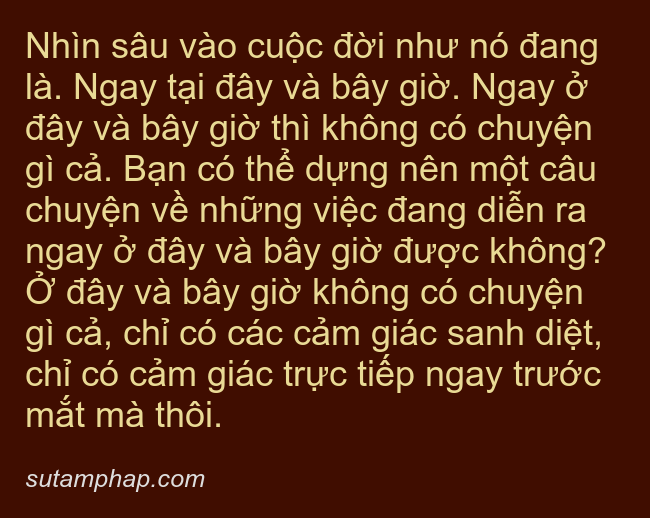 Nhìn sâu vào cuộc đời như nó đang
là. Ngay tại đây và bây giờ. Ngay ở
đây và bây giờ thì không có chuyện
gì cả. Bạn có thể dựng nên một câu
chuyện về những việc đang diễn ra
ngay ở đây và bây giờ được không?
Ở đây và bây giờ không có chuyện
gì cả, chỉ có các cảm giác sanh diệt,
chỉ có cảm giác trực tiếp ngay trước
mắt mà thôi.
sutamphap.com